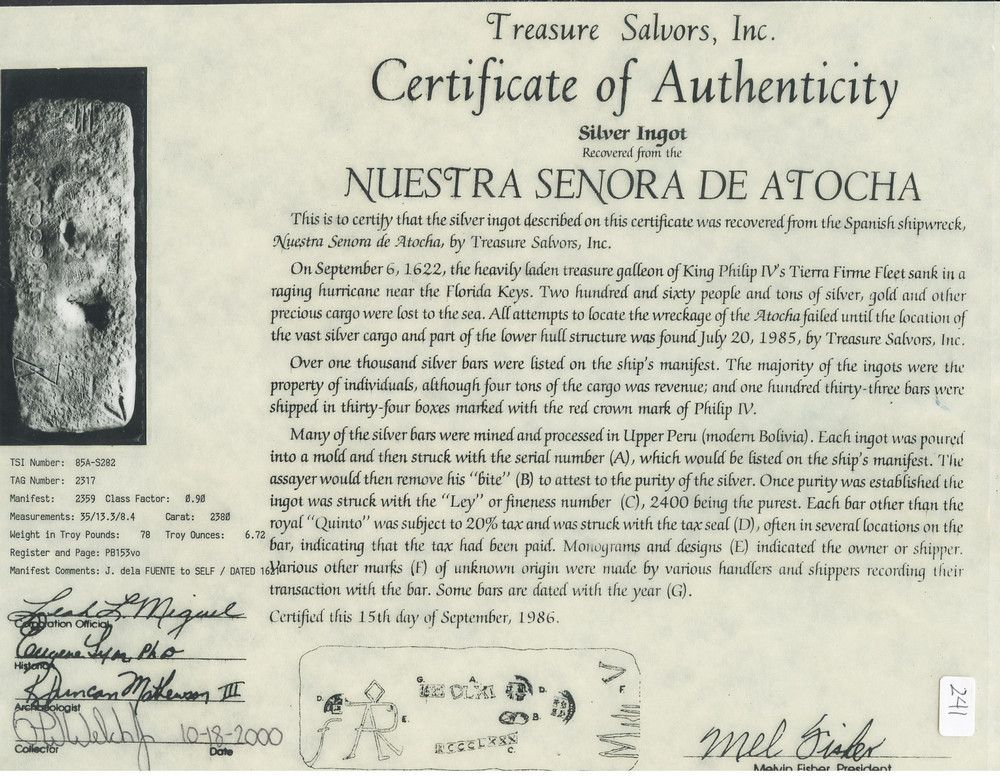 Treasure Salvors, Inc.
Certificate of Authenticity
Silver Ingot
Recovered from the
NUESTRA SENORA DE ATOCHA
This is to certify that the silver ingot described on this certificate was recovered from the Spanish shipwreck,
Nuestra Senora de Atocha, by Treasure Salvors, Inc.
On September 6, 1622, the heavily laden treasure galleon of King Philip IV's Tierra Firme Fleet sank in a
raging hurricane near the Florida Keys. Two hundred and sixty people and tons of silver, gold and other
precious cargo were lost to the sea. All attempts to locate the wreckage of the Atocha failed until the location of
the vast silver cargo and part of the lower hull structure was found July 20, 1985, by Treasure Salvors, Inc.
Over one thousand silver bars were listed on the ship's manifest. The majority of the ingots were the
property of individuals, although four tons of the cargo was revenue; and one hundred thirty-three bars were
shipped in thirty-four boxes marked with the red crown mark of Philip IV.
Many of the silver bars were mined and processed in Upper Peru (modern Bolivia). Each ingot was poured
into a mold and then struck with the serial number (A), which would be listed on the ship's manifest. The
assayer would then remove his "bite" (B) to attest to the purity of the silver. Once purity was established the
ingot was struck with the "Ley" or fineness number (C), 2400 being the purest. Each bar other than the
royal "Quinto" was subject to 20% tax and was struck with the tax seal (D), often in several locations on the
bar, indicating that the tax had been paid. Monograms and designs (E) indicated the owner or shipper.
Various other marks (F) of unknown origin were made by various handlers and shippers recording their
transaction with the bar. Some bars are dated with the year (G).
Certified this 15th day of September, 1986.
TSI Number: 85A-S282
TAG Number: 2317
Manifest: 2359 Class Factor: 0.90
Measurements: 35/13.3/8.4 Carat: 2380
Weight in Troy Pounds: 78 Troy Ounces: 6.72
Register and Page: PB153vo
Manifest Comments: J. dela FUENTE to SELF / DATED
Leah L. Miguel
Corporation Official
Eugene Lyon PhD
Historian
R Duncan Mathewson III
Archaeologist
10-18-2000
Collector Date
G. A. D. F.
D. E. B. C.
Mel Fisher
Melvin Fisher, President
241